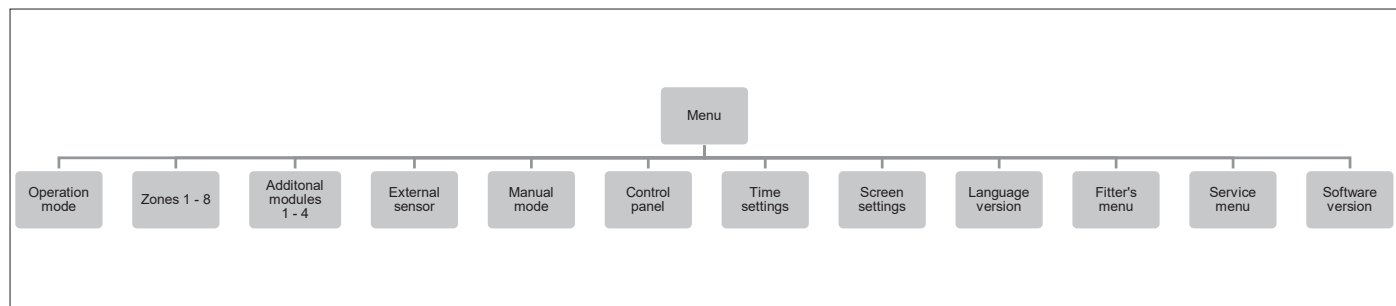 Menu
Operation
mode
Zones 1 - 8
Additonal
modules
1 - 4
External
sensor
Manual
mode
Control
panel
Time
settings
Screen
settings
Language
version
Fitter's
menu
Service
menu
Software
version